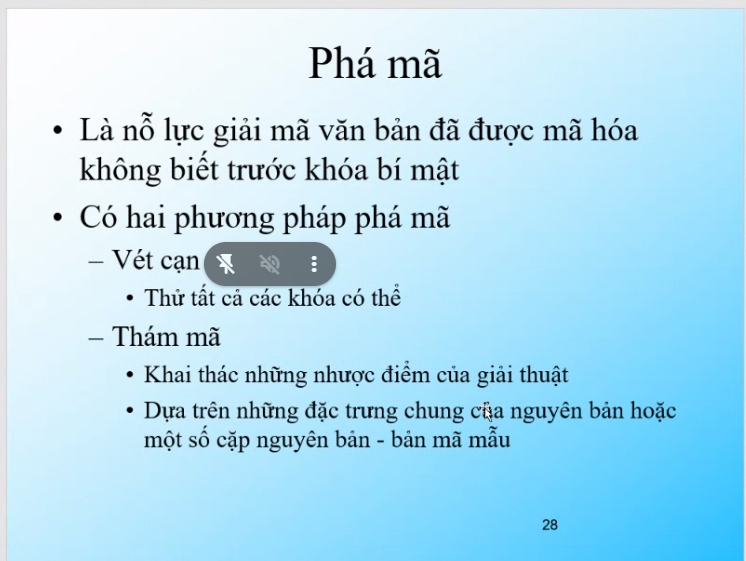 Phá mã
• Là nỗ lực giải mã văn bản đã được mã hóa
không biết trước khóa bí mật
• Có hai phương pháp phá mã
– Vét cạn
• Thử tất cả các khóa có thể
– Thám mã
• Khai thác những nhược điểm của giải thuật
• Dựa trên những đặc trưng chung của nguyên bản hoặc
một số cặp nguyên bản - bản mã mẫu
28